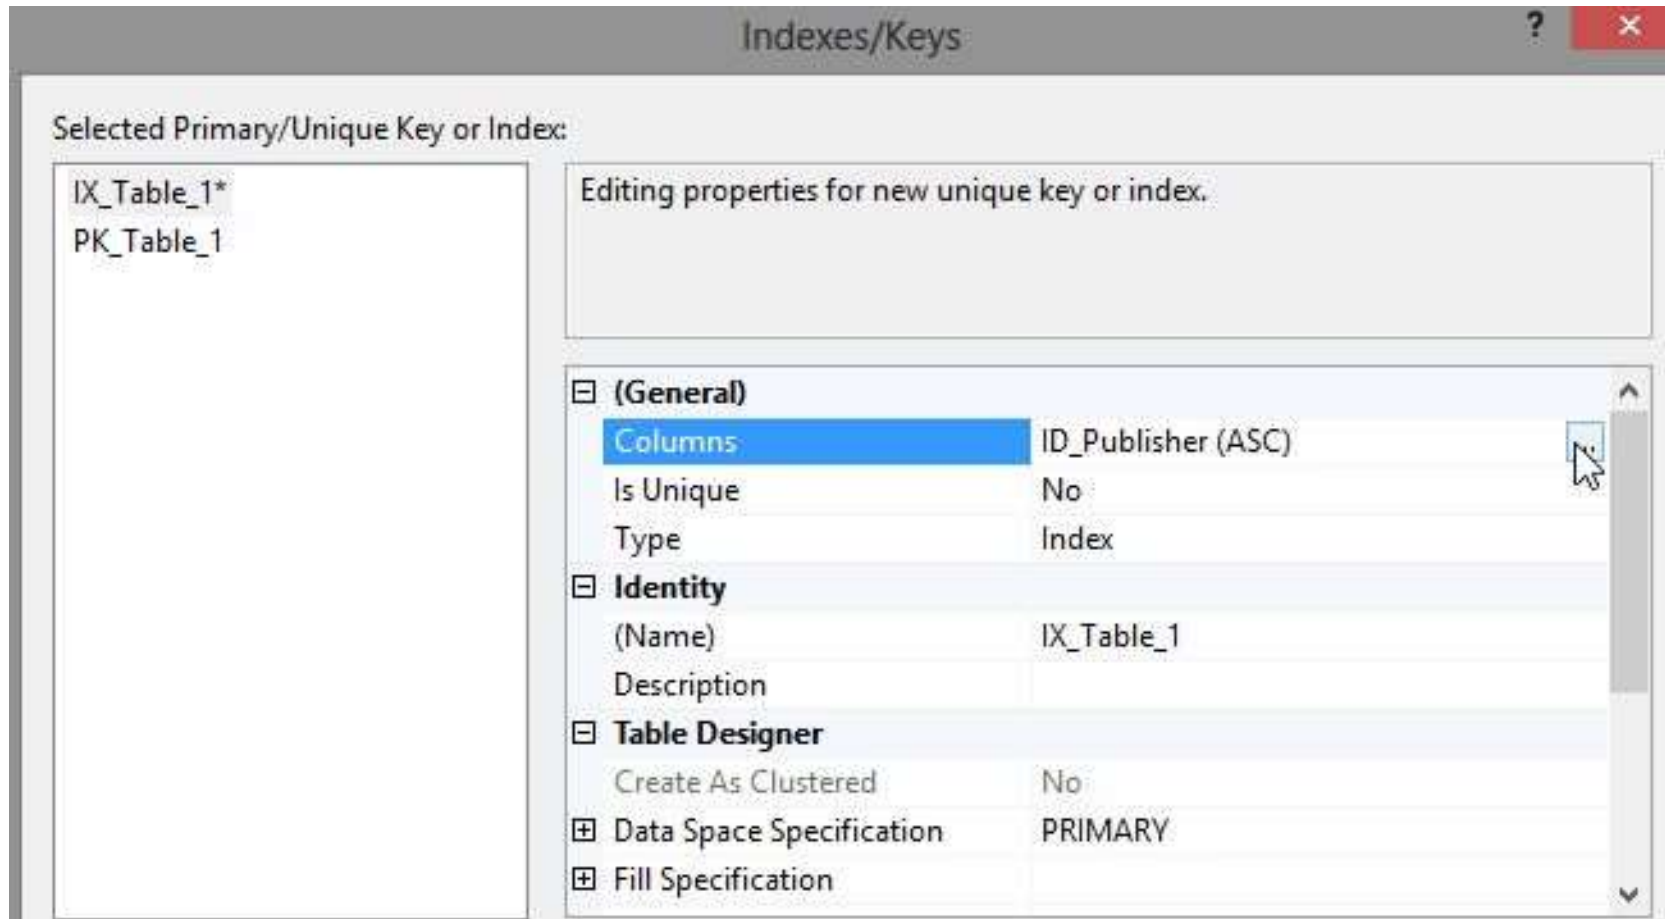 Indexes/Keys ?
Selected Primary/Unique Key or Index:
IX_Table_1*
PK_Table_1
Editing properties for new unique key or index.
(General)
Columns ID_Publisher (ASC) ...
Is Unique No
Type Index
Identity
(Name) IX_Table_1
Description
Table Designer
Create As Clustered No
Data Space Specification PRIMARY
Fill Specification